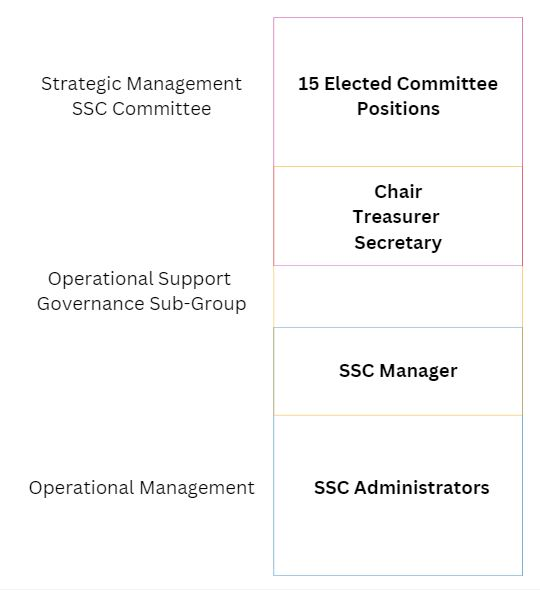 Strategic Management
SSC Committee
15 Elected Committee
Positions
Chair
Treasurer
Secretary
Operational Support
Governance Sub-Group
SSC Manager
Operational Management
SSC Administrators